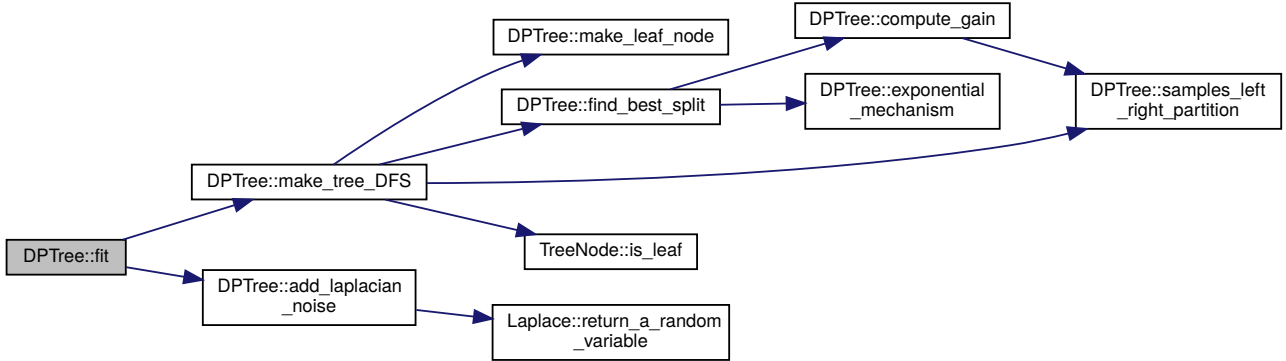 DPTree::fit
DPTree::make_tree_DFS
DPTree::add_laplacian
_noise
DPTree::make_leaf_node
DPTree::find_best_split
TreeNode::is_leaf
Laplace::return_a_random
_variable
DPTree::compute_gain
DPTree::exponential
_mechanism
DPTree::samples_left
_right_partition